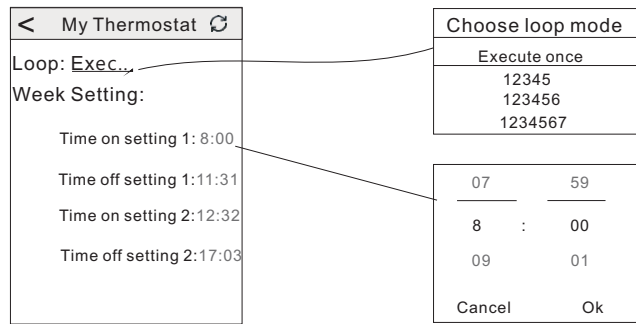 < My Thermostat
Loop: Exec...
Week Setting:
Time on setting 1: 8:00
Time off setting 1:11:31
Time on setting 2:12:32
Time off setting 2:17:03
Choose loop mode
Execute once
12345
123456
1234567
07 59
8 : 00
09 01
Cancel Ok